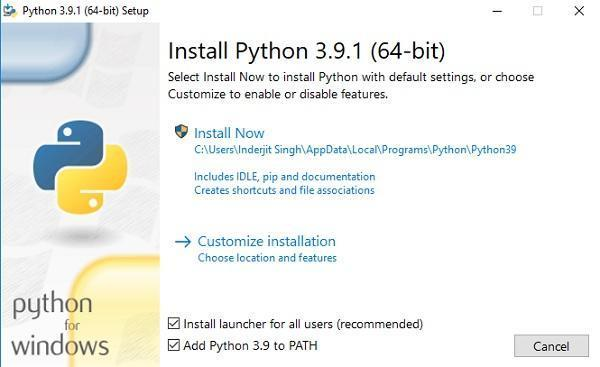 Python 3.9.1 (64-bit) Setup
Install Python 3.9.1 (64-bit)
Select Install Now to install Python with default settings, or choose
Customize to enable or disable features.
Install Now
C:\Users\Inderjit Singh\AppData\Local\Programs\Python\Python39
Includes IDLE, pip and documentation
Creates shortcuts and file associations
Customize installation
Choose location and features
python
for
windows
Install launcher for all users (recommended)
Add Python 3.9 to PATH
Cancel